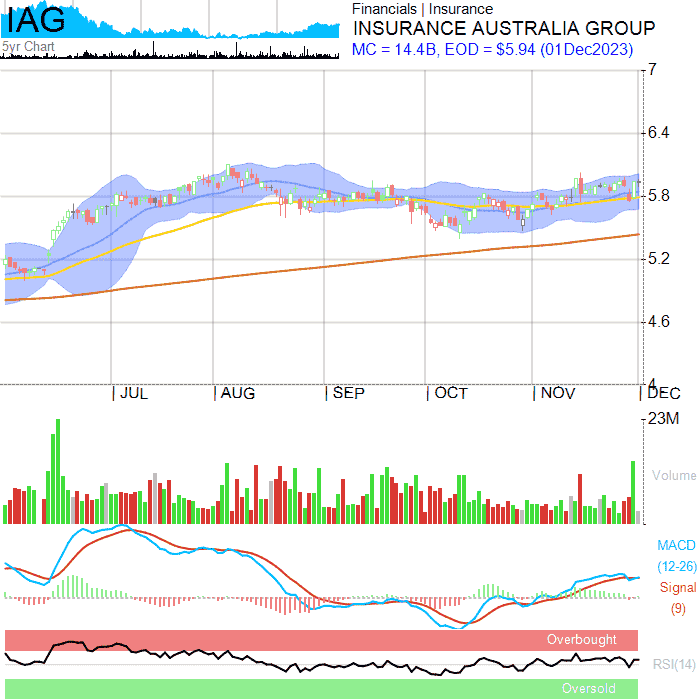 IAG
5yr Chart
Financials | Insurance
INSURANCE AUSTRALIA GROUP
MC = 14.4B, EOD = $5.94 (01Dec2023)
7
6.4
5.8
5.2
4.6
4
JUL AUG SEP OCT NOV DEC
23M
Volume
MACD
(12-26)
Signal
(9)
Overbought
RSI(14)
Oversold